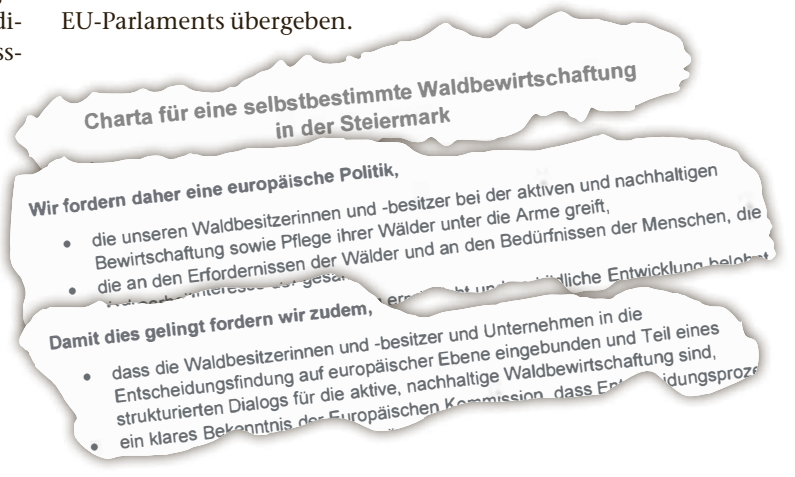 di-
ss-
EU-Parlaments übergeben.
Charta für eine selbstbestimmte Waldbewirtschaftung
in der Steiermark
Wir fordern daher eine europäische Politik,
• die unseren Waldbesitzerinnen und -besitzer bei der aktiven und nachhaltigen
Bewirtschaftung sowie Pflege ihrer Wälder unter die Arme greift,
• die an den Erfordernissen der Wälder und an den Bedürfnissen der Menschen, die
Entwicklung belohnt
Damit dies gelingt fordern wir zudem,
• dass die Waldbesitzerinnen und -besitzer und Unternehmen in die
Entscheidungsfindung auf europäischer Ebene eingebunden und Teil eines
strukturierten Dialogs für die aktive, nachhaltige Waldbewirtschaftung sind,
• ein klares Bekenntnis der Europäischen Kommission, dass